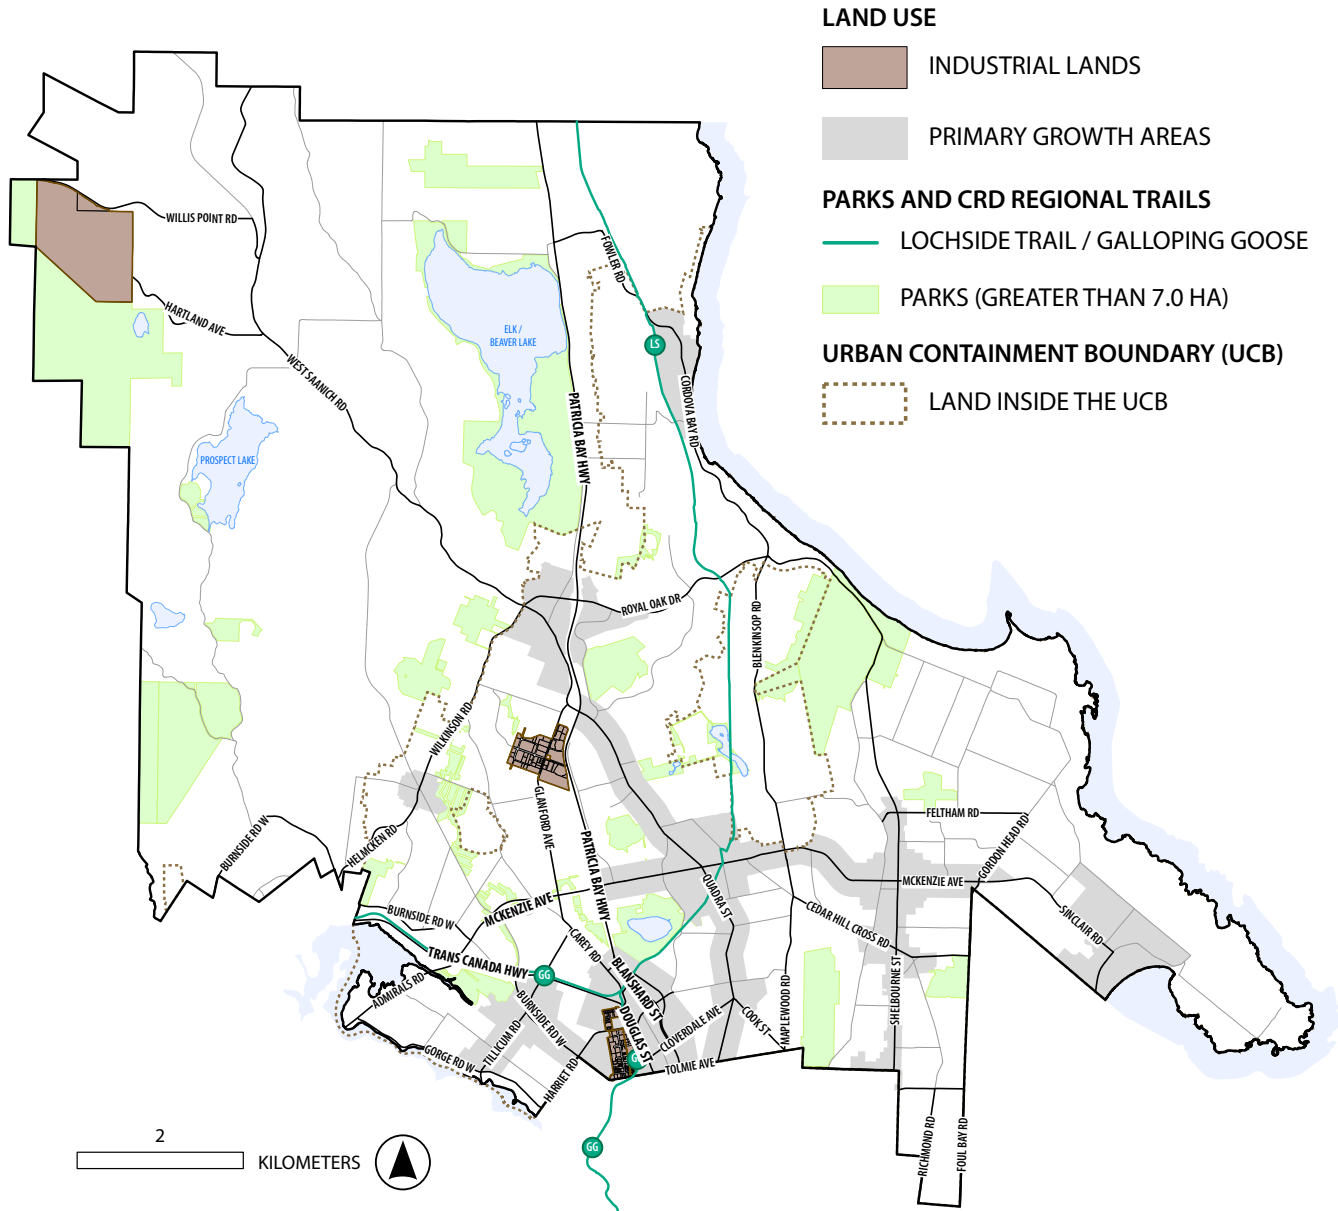 LAND USE
INDUSTRIAL LANDS
PRIMARY GROWTH AREAS
PARKS AND CRD REGIONAL TRAILS
LOCHSIDE TRAIL / GALLOPING GOOSE
PARKS (GREATER THAN 7.0 HA)
URBAN CONTAINMENT BOUNDARY (UCB)
LAND INSIDE THE UCB
WILLIS POINT RD
HARTLAND AVE
WEST SAANICH RD
ELK /
BEAVER LAKE
PATRICIA BAY HWY
FOWLER RD
LS
CORDOVA BAY RD
PROSPECT LAKE
ROYAL OAK DR
BLENKINSOP RD
WILKINSON RD
GLANFORD AVE
PATRICIA BAY HWY
BURNSIDE RD W
HELMCKEN RD
FELTHAM RD
GORDON HEAD RD
MCKENZIE AVE
MCKENZIE AVE
QUADRA ST
CEDAR HILL CROSS RD
SINCLAIR RD
BURNSIDE RD W
TRANS CANADA HWY
CAREY RD
BLANSHARD ST
ADMIRALS RD
GG
SHELBOURNE ST
MAPLEWOOD RD
COOK ST
CLOVERDALE AVE
DOUGLAS ST
BURNSIDE RD W
TILLICUM RD
GORGE RD W
HARRIET RD
TOLMIE AVE
G
RICHMOND RD
FOUL BAY RD
GG
2
KILOMETERS